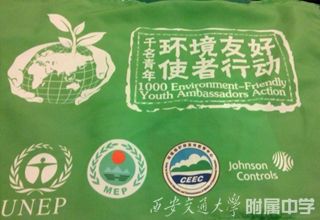 千名青年
环境友好
使者行动
1000 Environment-Friendly
Youth Ambassadors Action
UNEP
MEP
CEEC
Johnson
Controls
西安交通大学附属中学